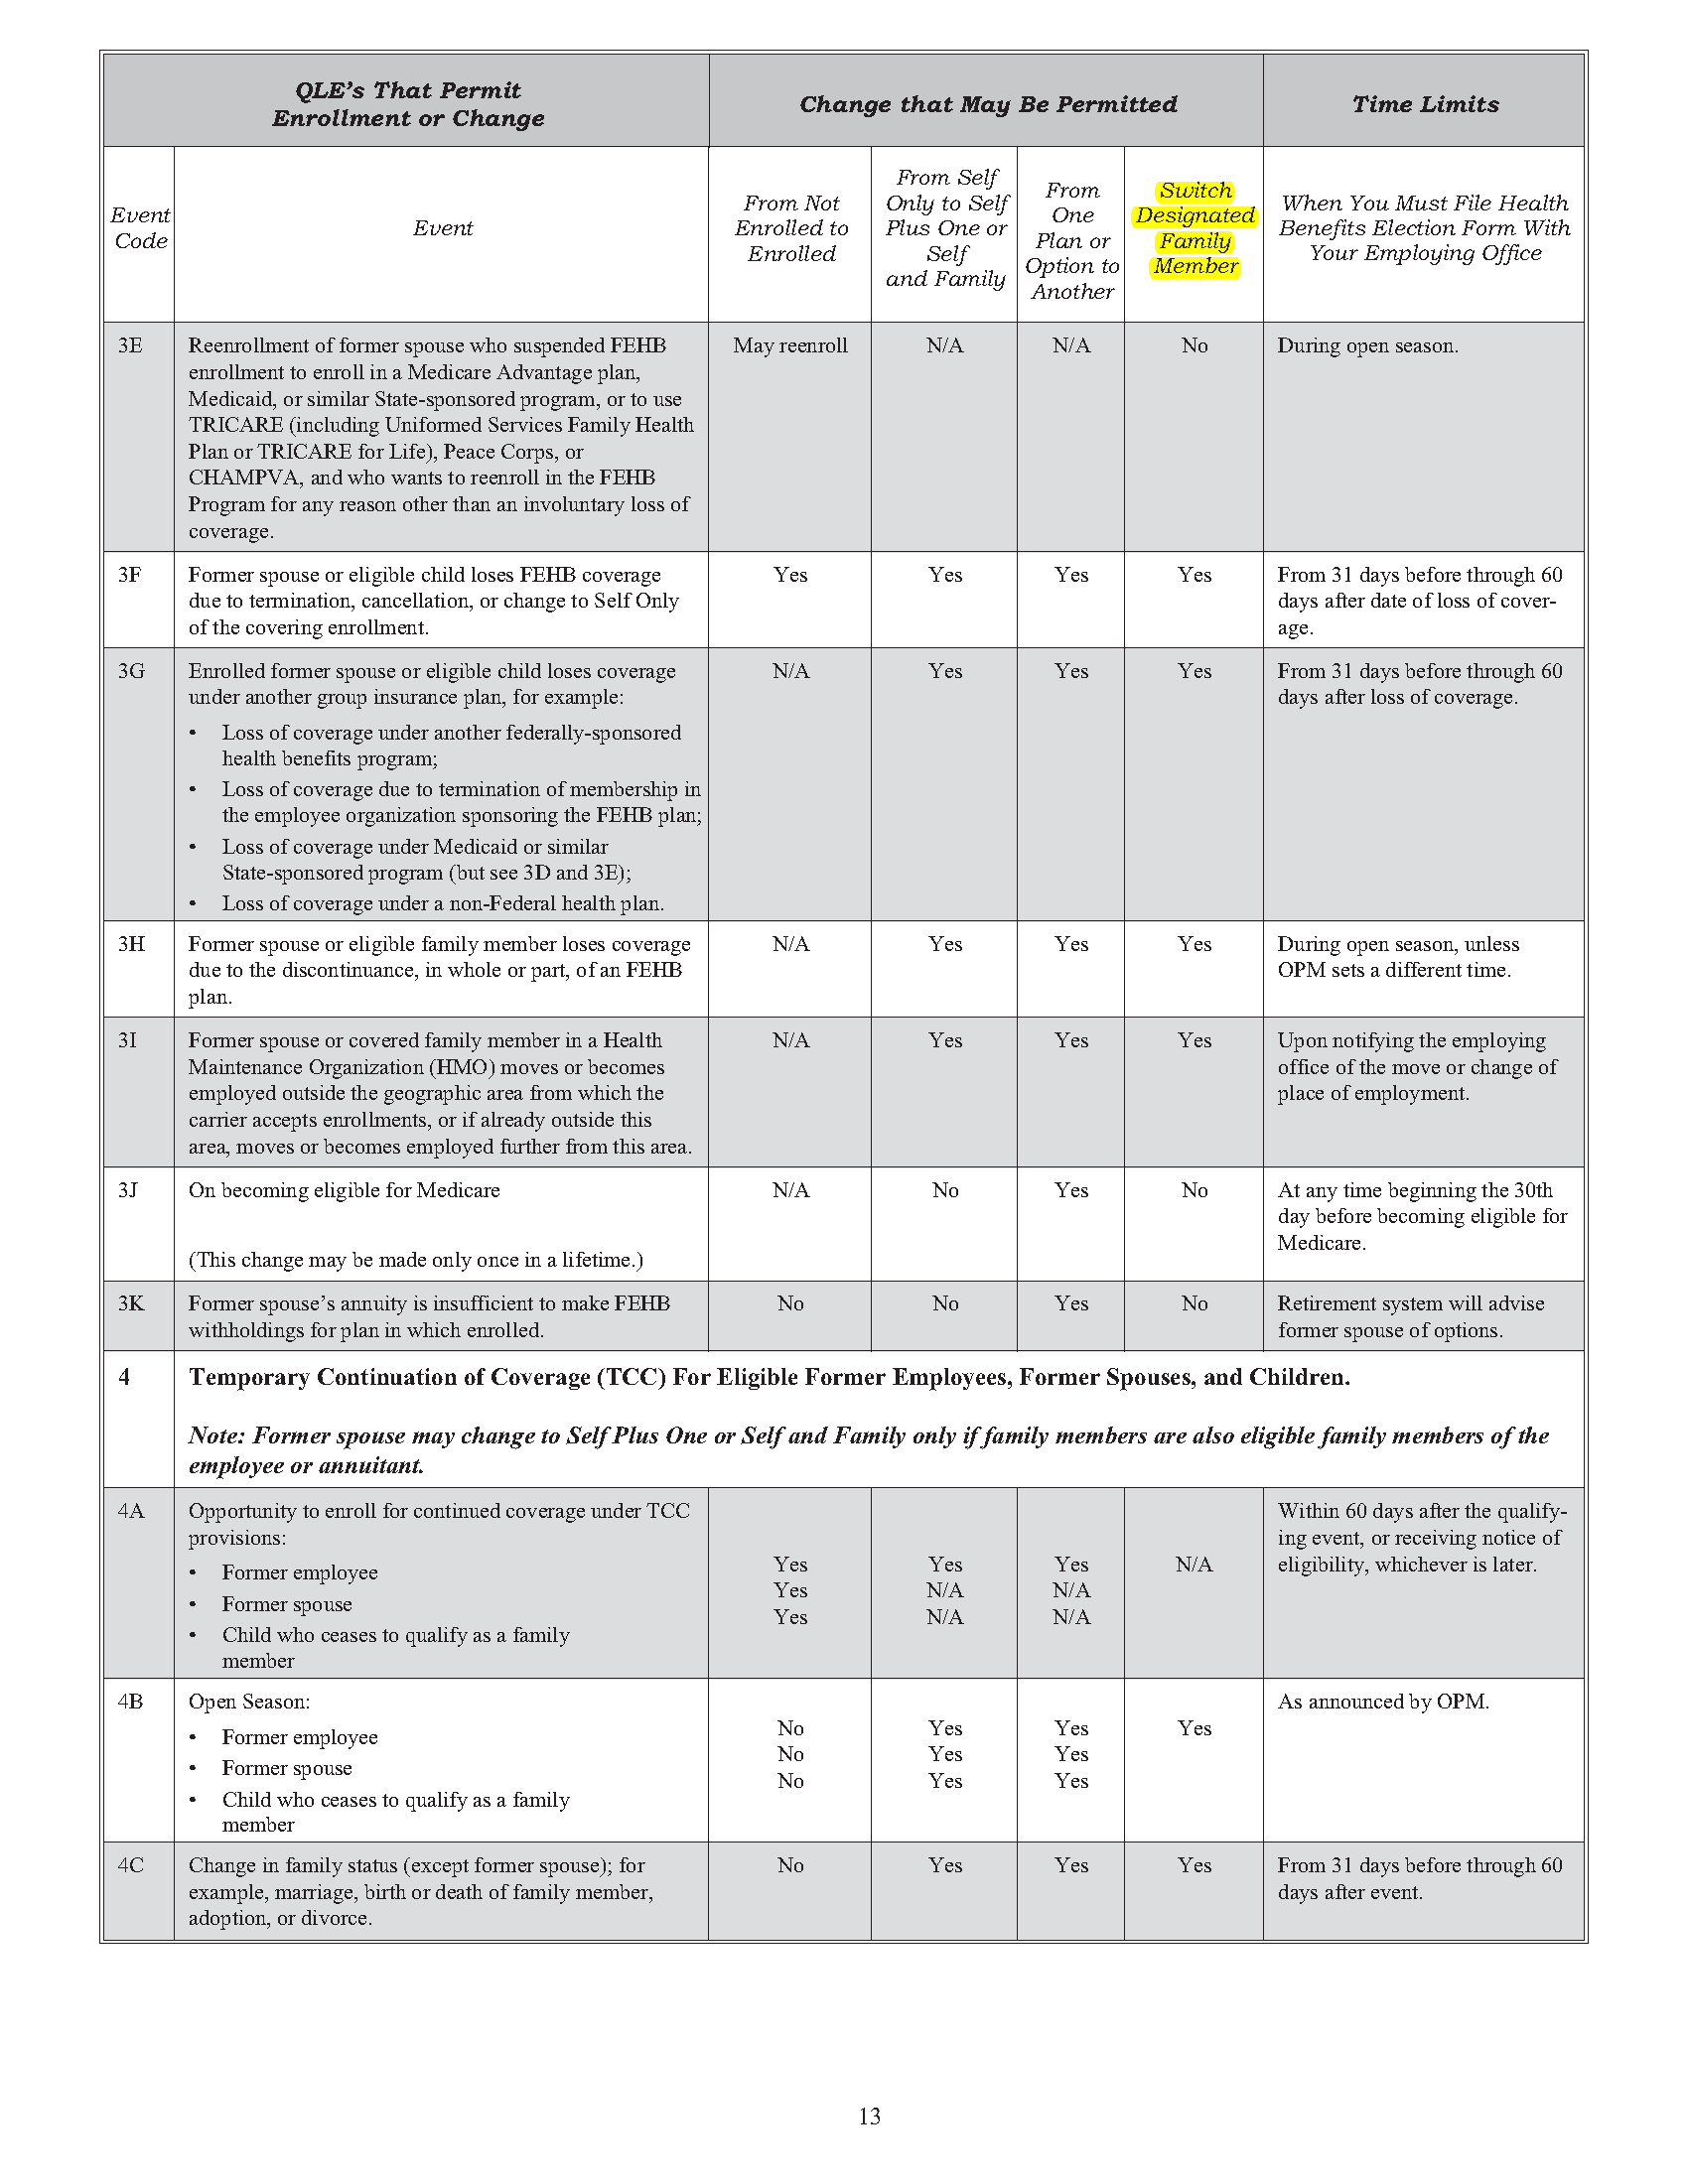 QLE’s That Permit
Enrollment or Change
Change that May Be Permitted
Time Limits
Event
Code
Event
From Not
Enrolled to
Enrolled
From Self
Only to Self
Plus One or
Self
and Family
From
One
Plan or
Option to
Another
Switch
Designated
Family
Member
When You Must File Health
Benefits Election Form With
Your Employing Office
3E
Reenrollment of former spouse who suspended FEHB
enrollment to enroll in a Medicare Advantage plan,
Medicaid, or similar State-sponsored program, or to use
TRICARE (including Uniformed Services Family Health
Plan or TRICARE for Life), Peace Corps, or
CHAMPVA, and who wants to reenroll in the FEHB
Program for any reason other than an involuntary loss of
coverage.
May reenroll
N/A
N/A
No
During open season.
3F
Former spouse or eligible child loses FEHB coverage
due to termination, cancellation, or change to Self Only
of the covering enrollment.
Yes
Yes
Yes
Yes
From 31 days before through 60
days after date of loss of cover-
age.
3G
Enrolled former spouse or eligible child loses coverage
under another group insurance plan, for example:
• Loss of coverage under another federally-sponsored
health benefits program;
• Loss of coverage due to termination of membership in
the employee organization sponsoring the FEHB plan;
• Loss of coverage under Medicaid or similar
State-sponsored program (but see 3D and 3E);
• Loss of coverage under a non-Federal health plan.
N/A
Yes
Yes
Yes
From 31 days before through 60
days after loss of coverage.
3H
Former spouse or eligible family member loses coverage
due to the discontinuance, in whole or part, of an FEHB
plan.
N/A
Yes
Yes
Yes
During open season, unless
OPM sets a different time.
3I
Former spouse or covered family member in a Health
Maintenance Organization (HMO) moves or becomes
employed outside the geographic area from which the
carrier accepts enrollments, or if already outside this
area, moves or becomes employed further from this area.
N/A
Yes
Yes
Yes
Upon notifying the employing
office of the move or change of
place of employment.
3J
On becoming eligible for Medicare
(This change may be made only once in a lifetime.)
N/A
No
Yes
No
At any time beginning the 30th
day before becoming eligible for
Medicare.
3K
Former spouse’s annuity is insufficient to make FEHB
withholdings for plan in which enrolled.
No
No
Yes
No
Retirement system will advise
former spouse of options.
4
Temporary Continuation of Coverage (TCC) For Eligible Former Employees, Former Spouses, and Children.
Note: Former spouse may change to Self Plus One or Self and Family only if family members are also eligible family members of the
employee or annuitant.
4A
Opportunity to enroll for continued coverage under TCC
provisions:
• Former employee
• Former spouse
• Child who ceases to qualify as a family
member
Yes
Yes
Yes
Yes
N/A
N/A
Yes
N/A
N/A
N/A
Within 60 days after the qualify-
ing event, or receiving notice of
eligibility, whichever is later.
4B
Open Season:
• Former employee
• Former spouse
• Child who ceases to qualify as a family
member
No
No
No
Yes
Yes
Yes
Yes
Yes
Yes
Yes
As announced by OPM.
4C
Change in family status (except former spouse); for
example, marriage, birth or death of family member,
adoption, or divorce.
No
Yes
Yes
Yes
From 31 days before through 60
days after event.
13